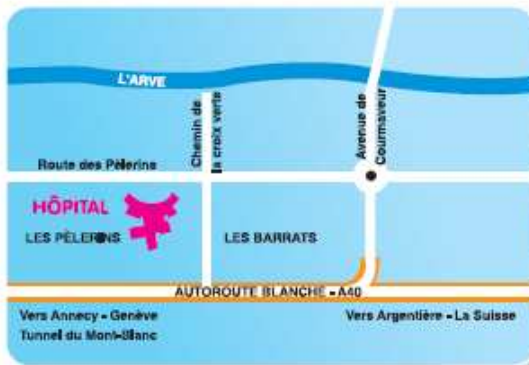 L'ARVE
Chemin de
la croix verte
Avenue de
Courmayeur
Route des Pèlerins
HÔPITAL
LES PÈLERINS
LES BARRATS
AUTOROUTE BLANCHE - A40
Vers Annecy - Genève
Tunnel du Mont-Blanc
Vers Argentière - La Suisse